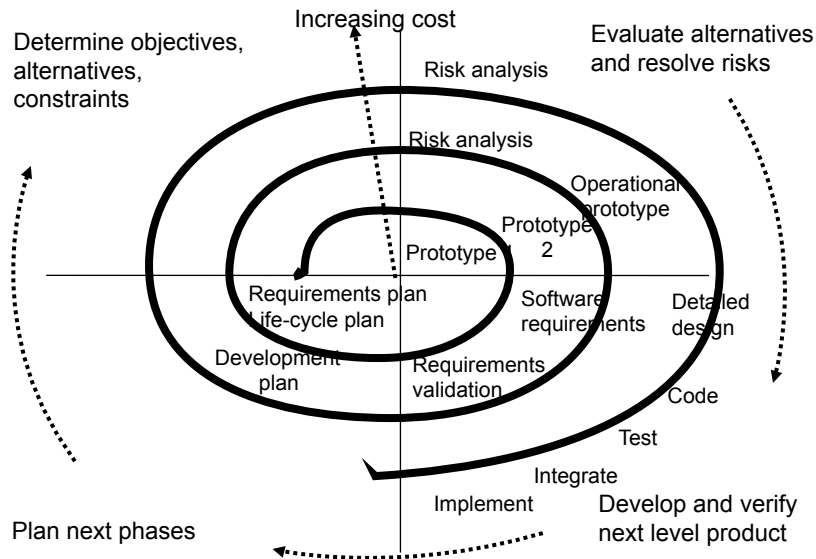 Increasing cost
Determine objectives,
alternatives,
constraints
Evaluate alternatives
and resolve risks
Risk analysis
Risk analysis
Operational
prototype
Prototype
2
Prototype 1
Requirements plan
Life-cycle plan
Software
requirements
Detailed
design
Development
plan
Requirements
validation
Code
Test
Integrate
Implement
Develop and verify
next level product
Plan next phases